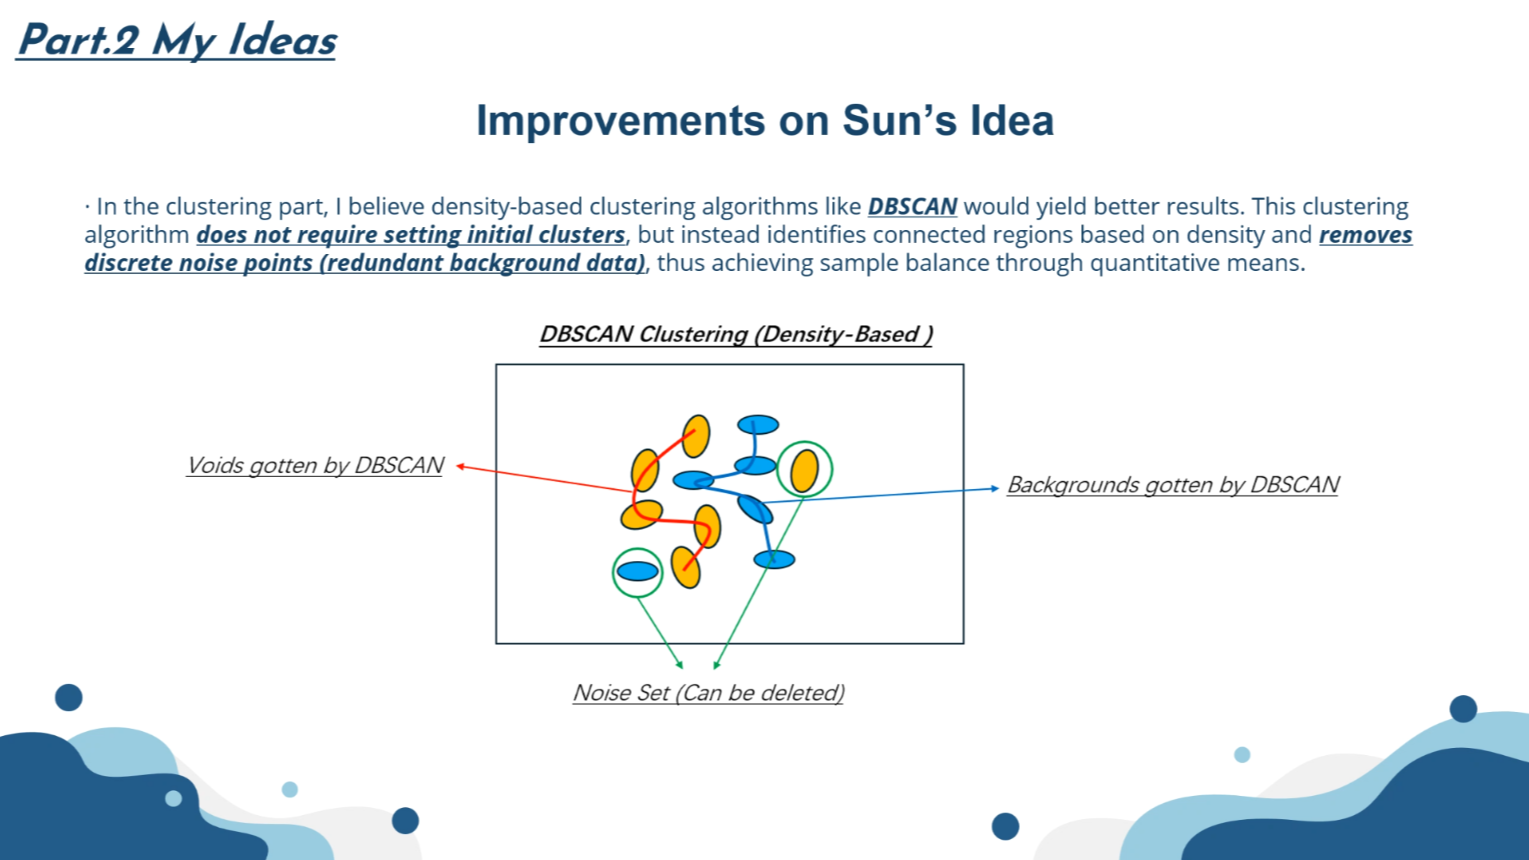 Part.2 My Ideas
Improvements on Sun’s Idea
· In the clustering part, I believe density-based clustering algorithms like DBSCAN would yield better results. This clustering
algorithm does not require setting initial clusters, but instead identifies connected regions based on density and removes
discrete noise points (redundant background data), thus achieving sample balance through quantitative means.
DBSCAN Clustering (Density-Based )
Voids gotten by DBSCAN
Backgrounds gotten by DBSCAN
Noise Set (Can be deleted)